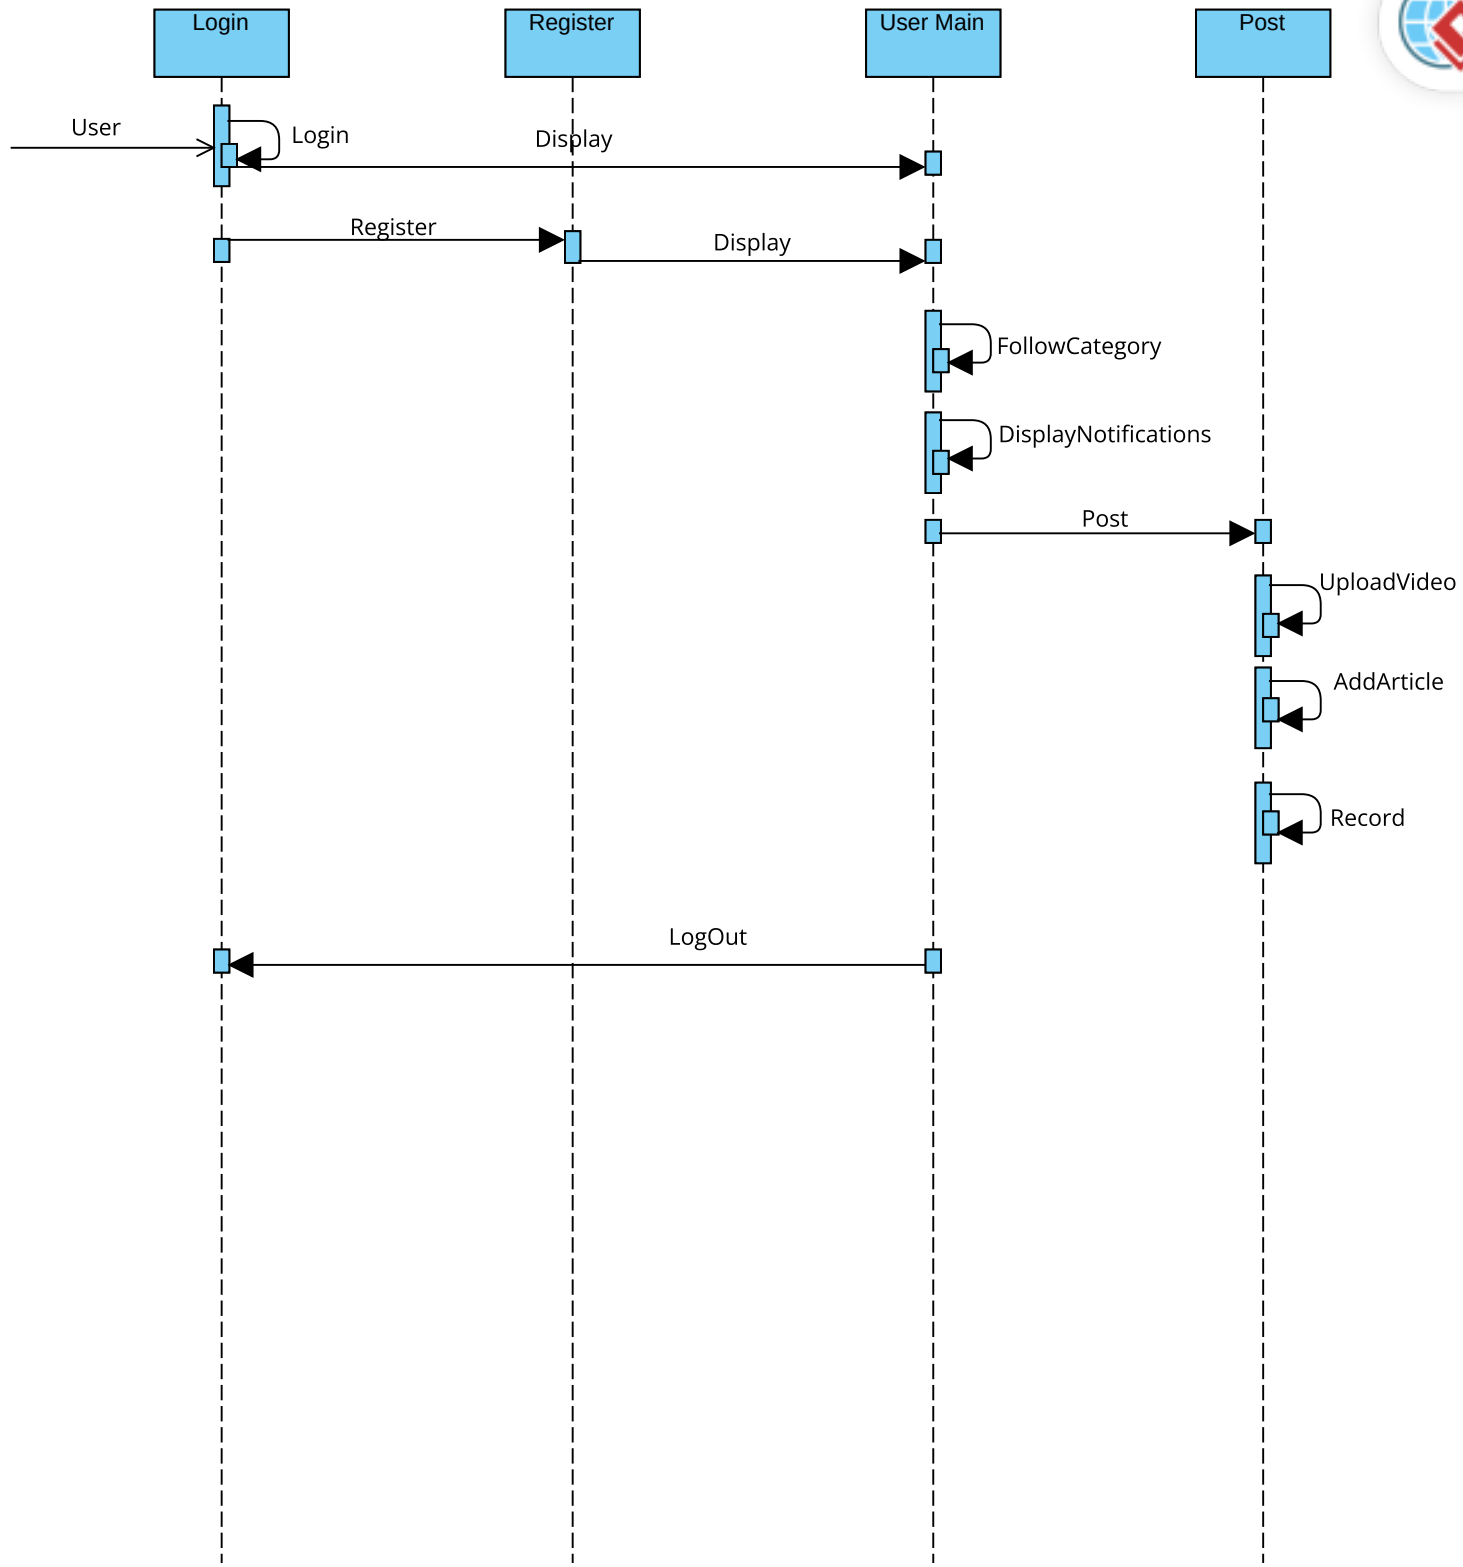 Login
Register
User Main
Post
User
Login
Display
Register
Display
FollowCategory
DisplayNotifications
Post
UploadVideo
AddArticle
Record
LogOut